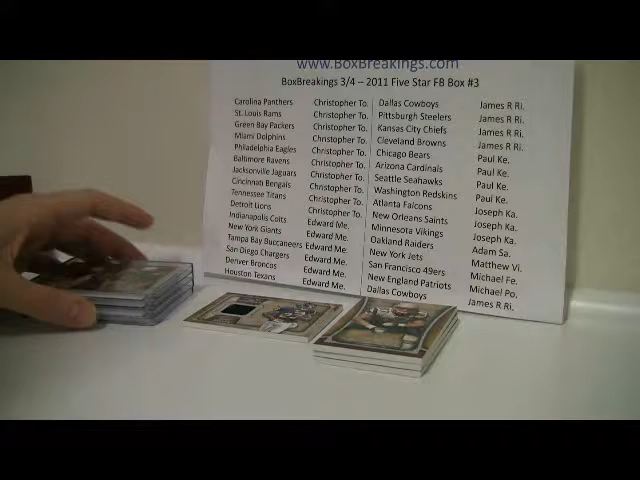 www.BoxBreakings.com
BoxBreakings 3/4 – 2011 Five Star FB Box #3
Carolina Panthers Christopher To. Dallas Cowboys James R Ri.
St. Louis Rams Christopher To. Pittsburgh Steelers James R Ri.
Green Bay Packers Christopher To. Kansas City Chiefs James R Ri.
Miami Dolphins Christopher To. Cleveland Browns James R Ri.
Philadelphia Eagles Christopher To. Chicago Bears Paul Ke.
Baltimore Ravens Christopher To. Arizona Cardinals Paul Ke.
Jacksonville Jaguars Christopher To. Seattle Seahawks Paul Ke.
Cincinnati Bengals Christopher To. Washington Redskins Paul Ke.
Tennessee Titans Christopher To. Atlanta Falcons Joseph Ka.
Detroit Lions Christopher To. New Orleans Saints Joseph Ka.
Indianapolis Colts Edward Me. Minnesota Vikings Joseph Ka.
New York Giants Edward Me. Oakland Raiders Adam Sa.
Tampa Bay Buccaneers Edward Me. New York Jets Matthew Vi.
San Diego Chargers Edward Me. San Francisco 49ers Michael Fe.
Denver Broncos Edward Me. New England Patriots Michael Po.
Houston Texans Edward Me. Dallas Cowboys James R Ri.